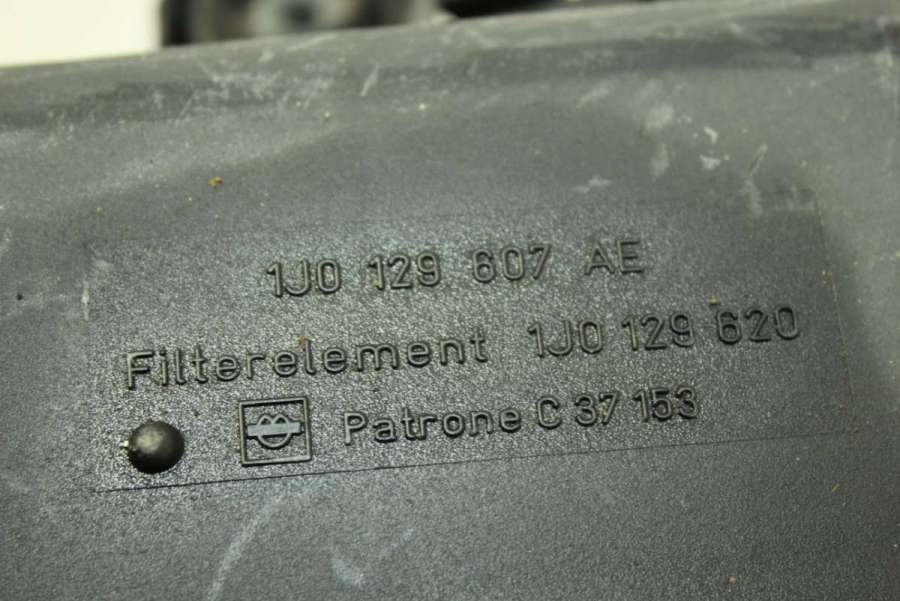 1J0 129 607 AE
Filterelement 1J0 129 620
Patrone C 37 153